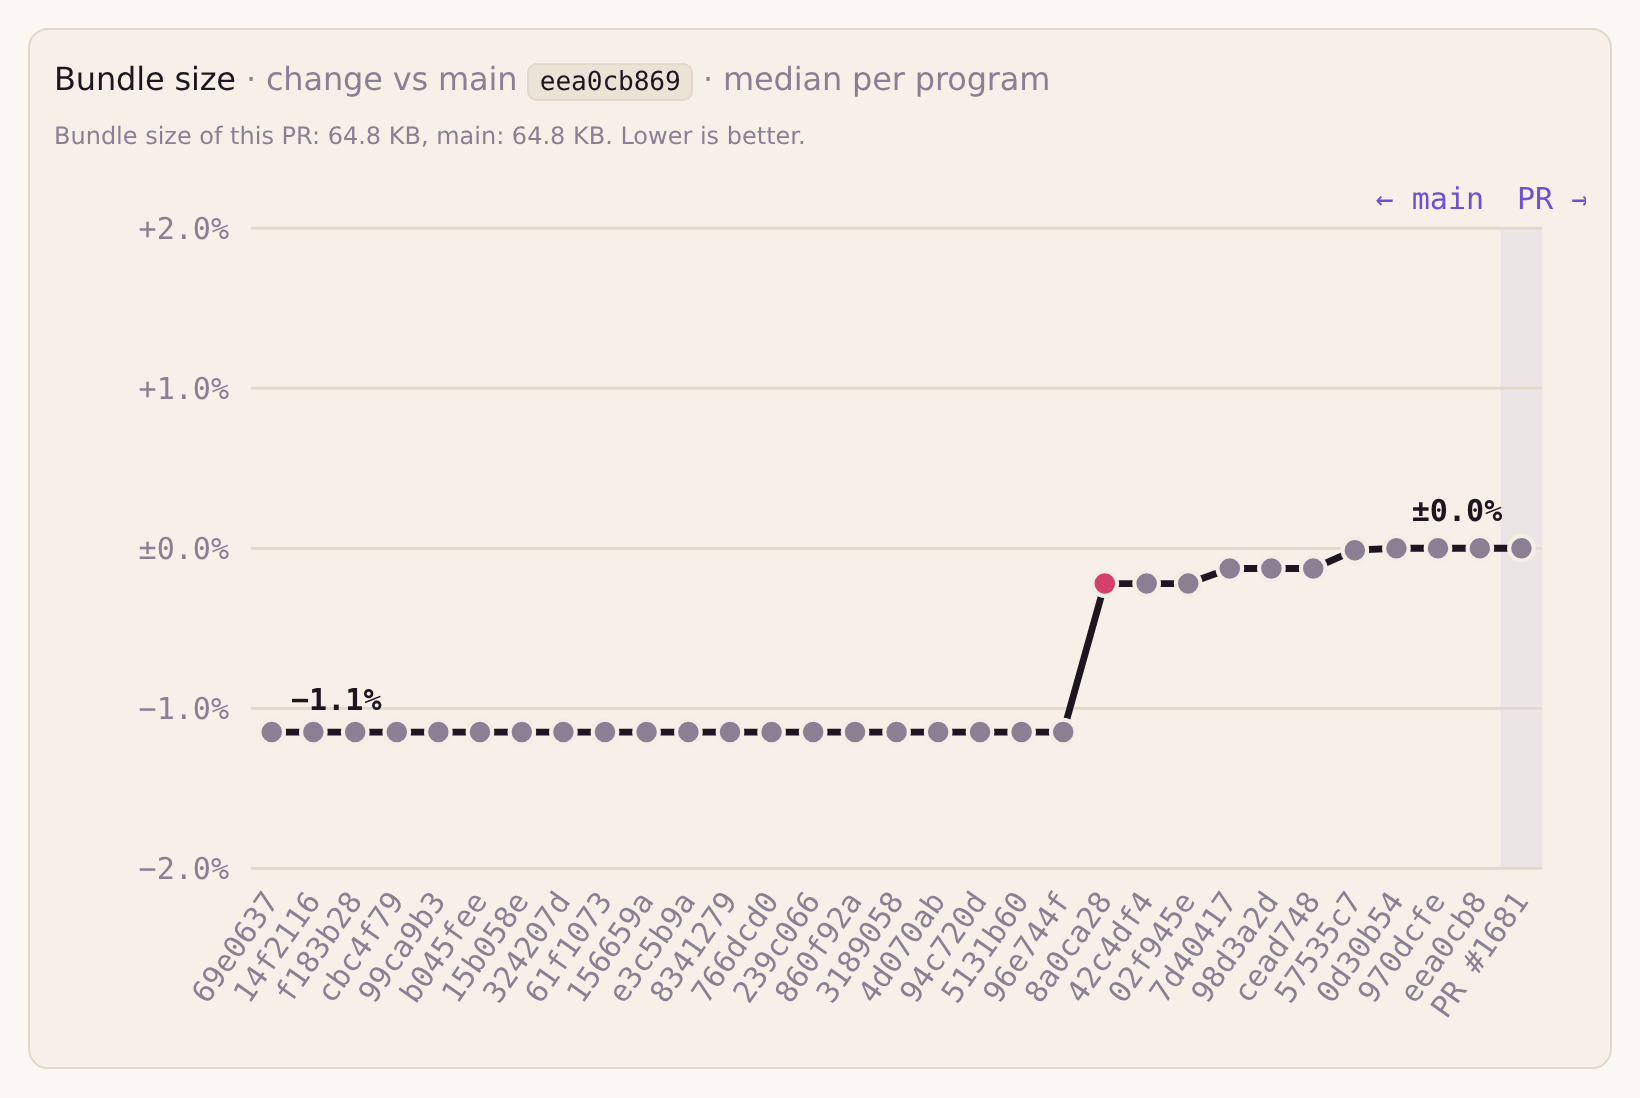 Bundle size · change vs main eea0cb869 · median per program
Bundle size of this PR: 64.8 KB, main: 64.8 KB. Lower is better.
← main PR →
+2.0%
+1.0%
±0.0%
−1.0%
−2.0%
±0.0%
−1.1%
69e0637
14f2116
f183b28
cbc4f79
99ca9b3
b045fee
15b058e
324207d
61f1073
156659a
e3c5b9a
8341279
766dcd0
239c066
860f92a
3189058
4d070ab
94c720d
5131b60
96e744f
8a0ca28
42c4df4
02f945e
7d40417
98d3a2d
cead748
57535c7
0d30b54
970dcfe
eea0cb8
PR #1681